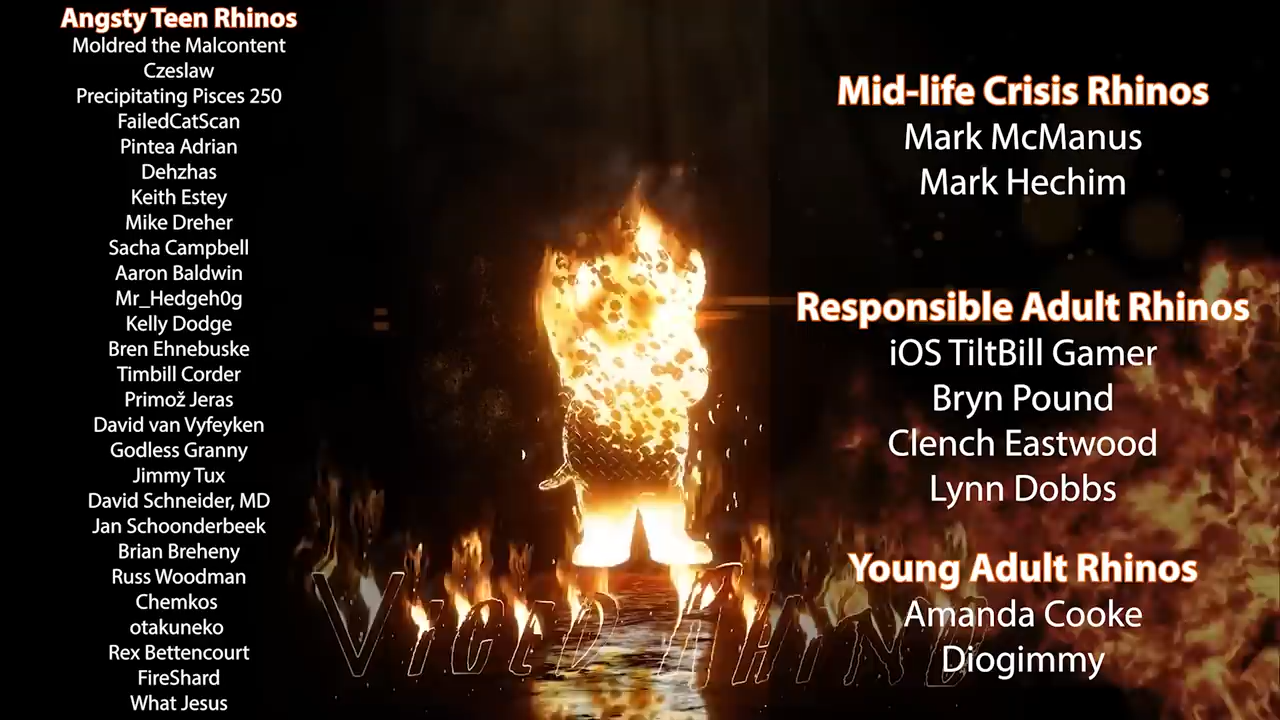 Angsty Teen Rhinos
Moldred the Malcontent
Czeslaw
Precipitating Pisces 250
FailedCatScan
Pintea Adrian
Dehzhas
Keith Estey
Mike Dreher
Sacha Campbell
Aaron Baldwin
Mr_Hedgeh0g
Kelly Dodge
Bren Ehnebuske
Timbill Corder
Primož Jeras
David van Vyfeyken
Godless Granny
Jimmy Tux
David Schneider, MD
Jan Schoonderbeek
Brian Breheny
Russ Woodman
Chemkos
otakuneko
Rex Bettencourt
FireShard
What Jesus
Mid-life Crisis Rhinos
Mark McManus
Mark Hechim
Responsible Adult Rhinos
iOS TiltBill Gamer
Bryn Pound
Clench Eastwood
Lynn Dobbs
Young Adult Rhinos
Amanda Cooke
Diogimmy